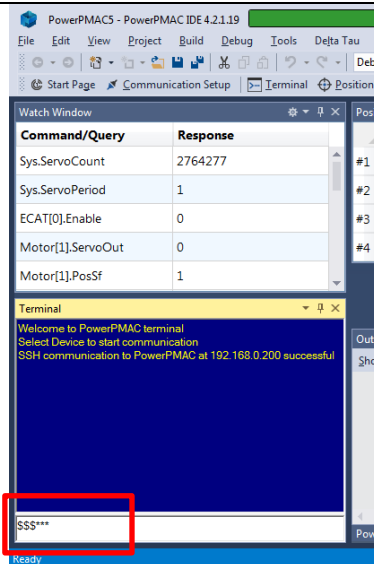 PowerPMAC5 - PowerPMAC IDE 4.2.1.19
File Edit View Project Build Debug Tools Delta Tau
Deb
Start Page Communication Setup Terminal Position
Watch Window
Pos
Command/Query Response
Sys.ServoCount 2764277
#1
Sys.ServoPeriod 1
#2
ECAT[0].Enable 0
#3
Motor[1].ServoOut 0
#4
Motor[1].PosSf 1
Terminal
Welcome to PowerPMAC terminal
Select Device to start communication
SSH communication to PowerPMAC at 192.168.0.200 successful
Out
Sho
$$$***
Pow
Ready